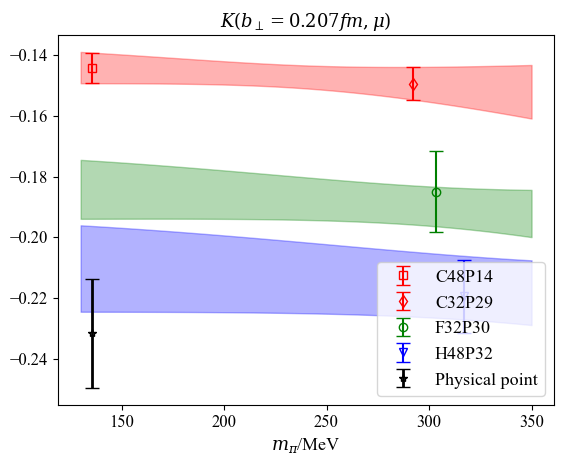 K(b⊥ = 0.207fm, μ)
−0.14
−0.16
−0.18
−0.20
−0.22
−0.24
150 200 250 300 350
mπ/MeV
C48P14
C32P29
F32P30
H48P32
Physical point